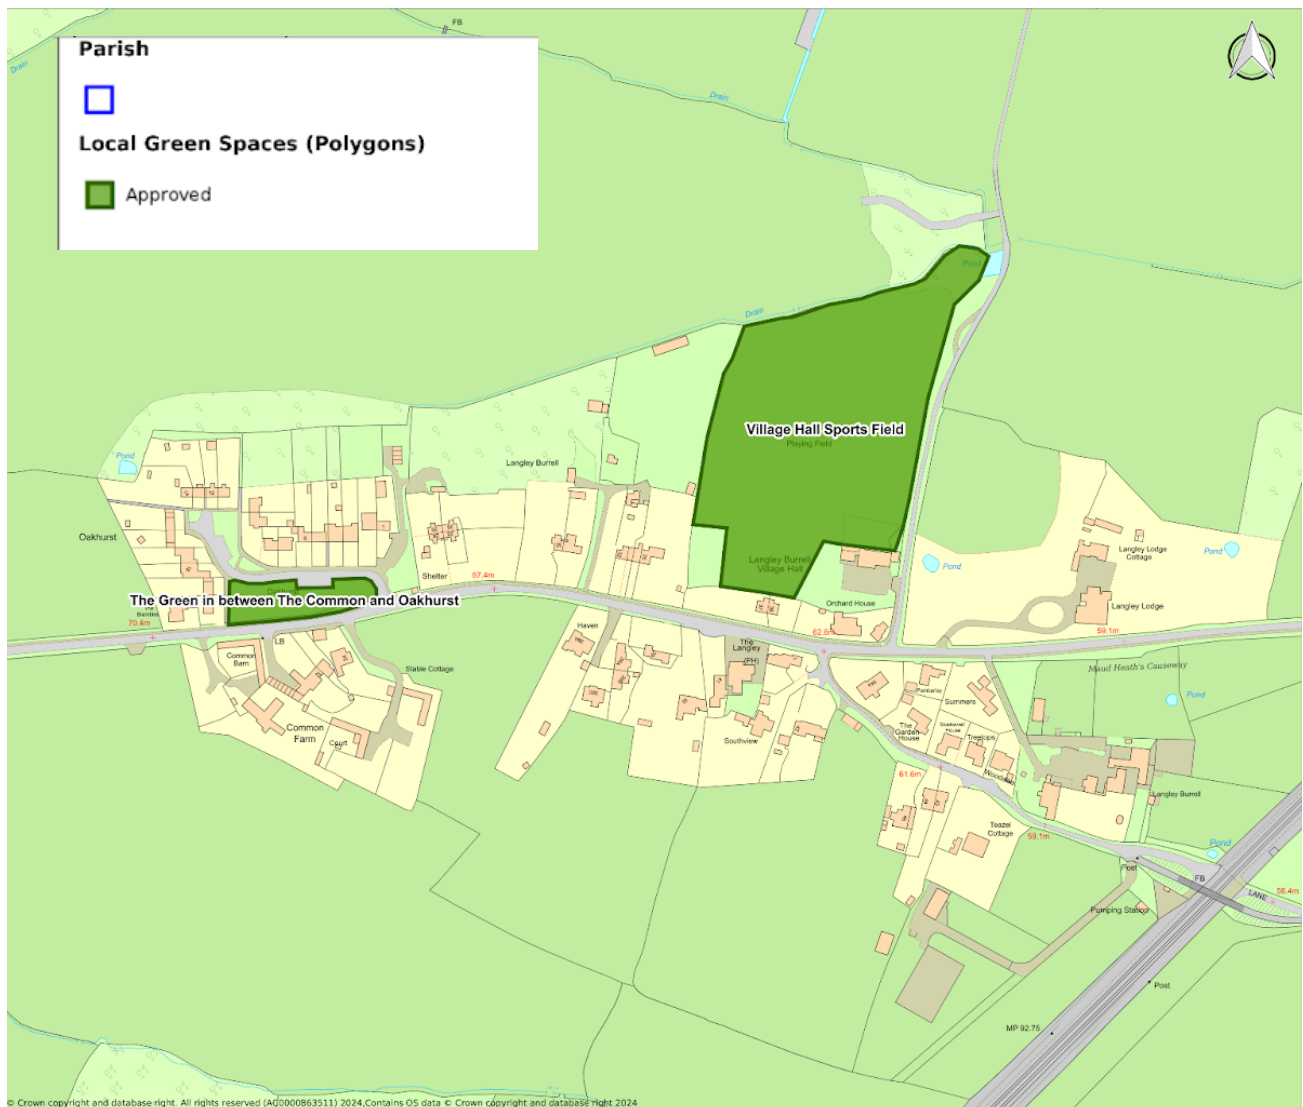 FB
Parish
Drain
Drain
Local Green Spaces (Polygons)
Approved
Pond
Drain
Village Hall Sports Field
Playing Field
Pond
Langley Burrell
Oakhurst
Langley Lodge
Cottage
Pond
Pond
Langley Burrell
Village Hall
Shelter
67.4m
The Green in between The Common and Oakhurst
Orchard House
Langley Lodge
70.4m
LB
Haven
62.8m
59.1m
The
Langley
(PH)
Common
Barn
Stable Cottage
Maud Heath's Causeway
Pond
Pemberley
Summers
Common
Farm
Court
Southview
The
Garden
House
Treetops
Woodstock
61.6m
Langley Burrell
Teazel
Cottage
59.1m
Pond
Post
FB
LANE
56.4m
Pumping Station
Post
MP 92.75
© Crown copyright and database right. All rights reserved (AC0000863511) 2024,Contains OS data © Crown copyright and database right 2024